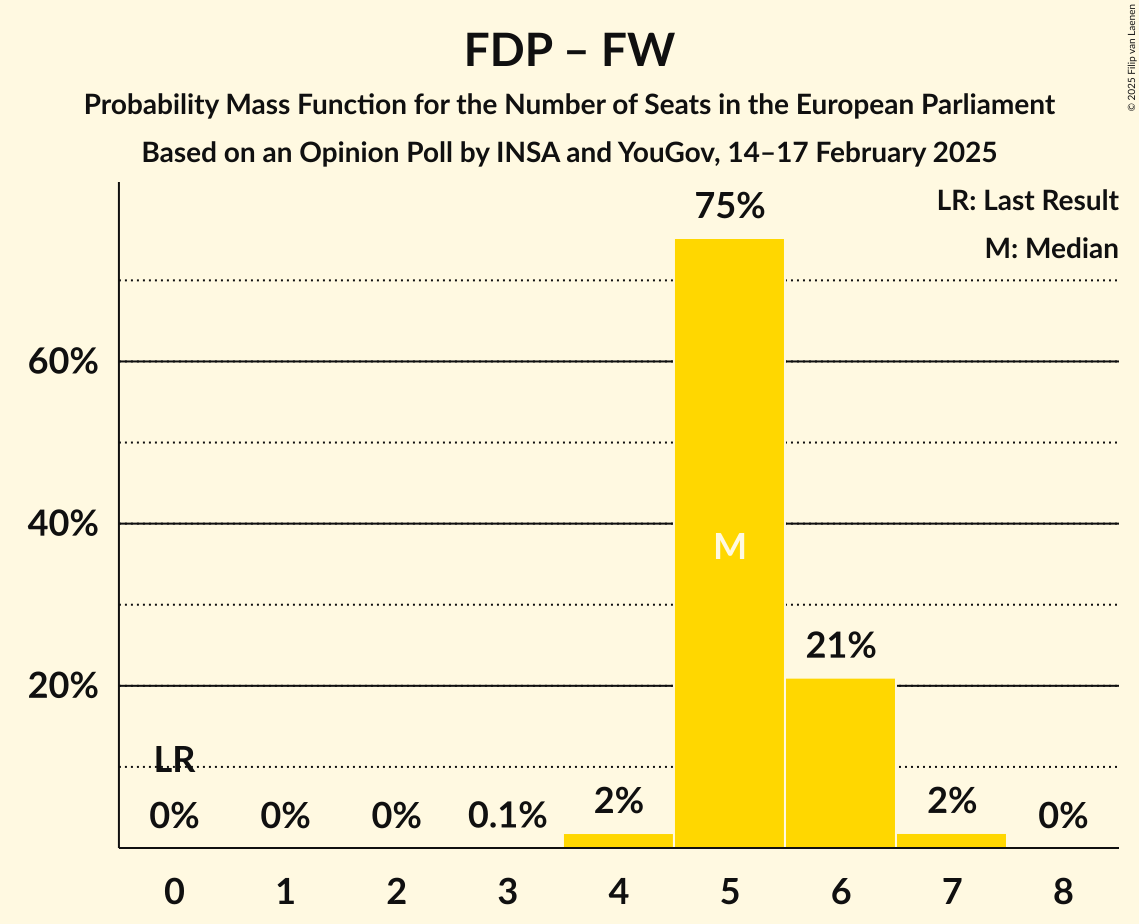 FDP – FW
Probability Mass Function for the Number of Seats in the European Parliament
Based on an Opinion Poll by INSA and YouGov, 14–17 February 2025
© 2025 Filip van Laenen
LR: Last Result
M: Median
75%
60%
40%
M
21%
20%
LR
0% 0% 0% 0.1% 2% 2% 0%
0 1 2 3 4 5 6 7 8